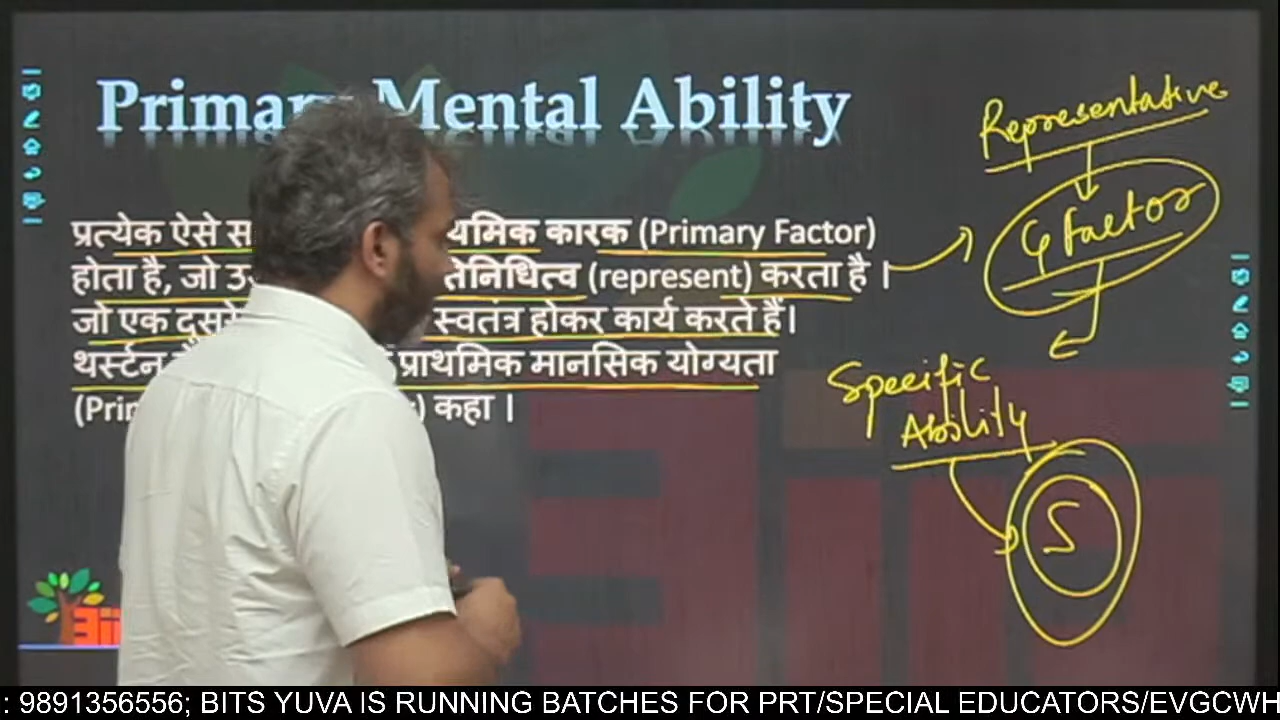 Primary Mental Ability
प्रत्येक ऐसे थमिक कारक (Primary Factor)
होता है, जो तिनिधित्व (represent) करता है ।
जो एक दूसरे स्वतंत्र होकर कार्य करते हैं।
थर्स्टन प्राथमिक मानसिक योग्यता
(Pri ) कहा ।
Representative
G Factor
Specific
Ability
S
: 9891356556; BITS YUVA IS RUNNING BATCHES FOR PRT/SPECIAL EDUCATORS/EVGCWH